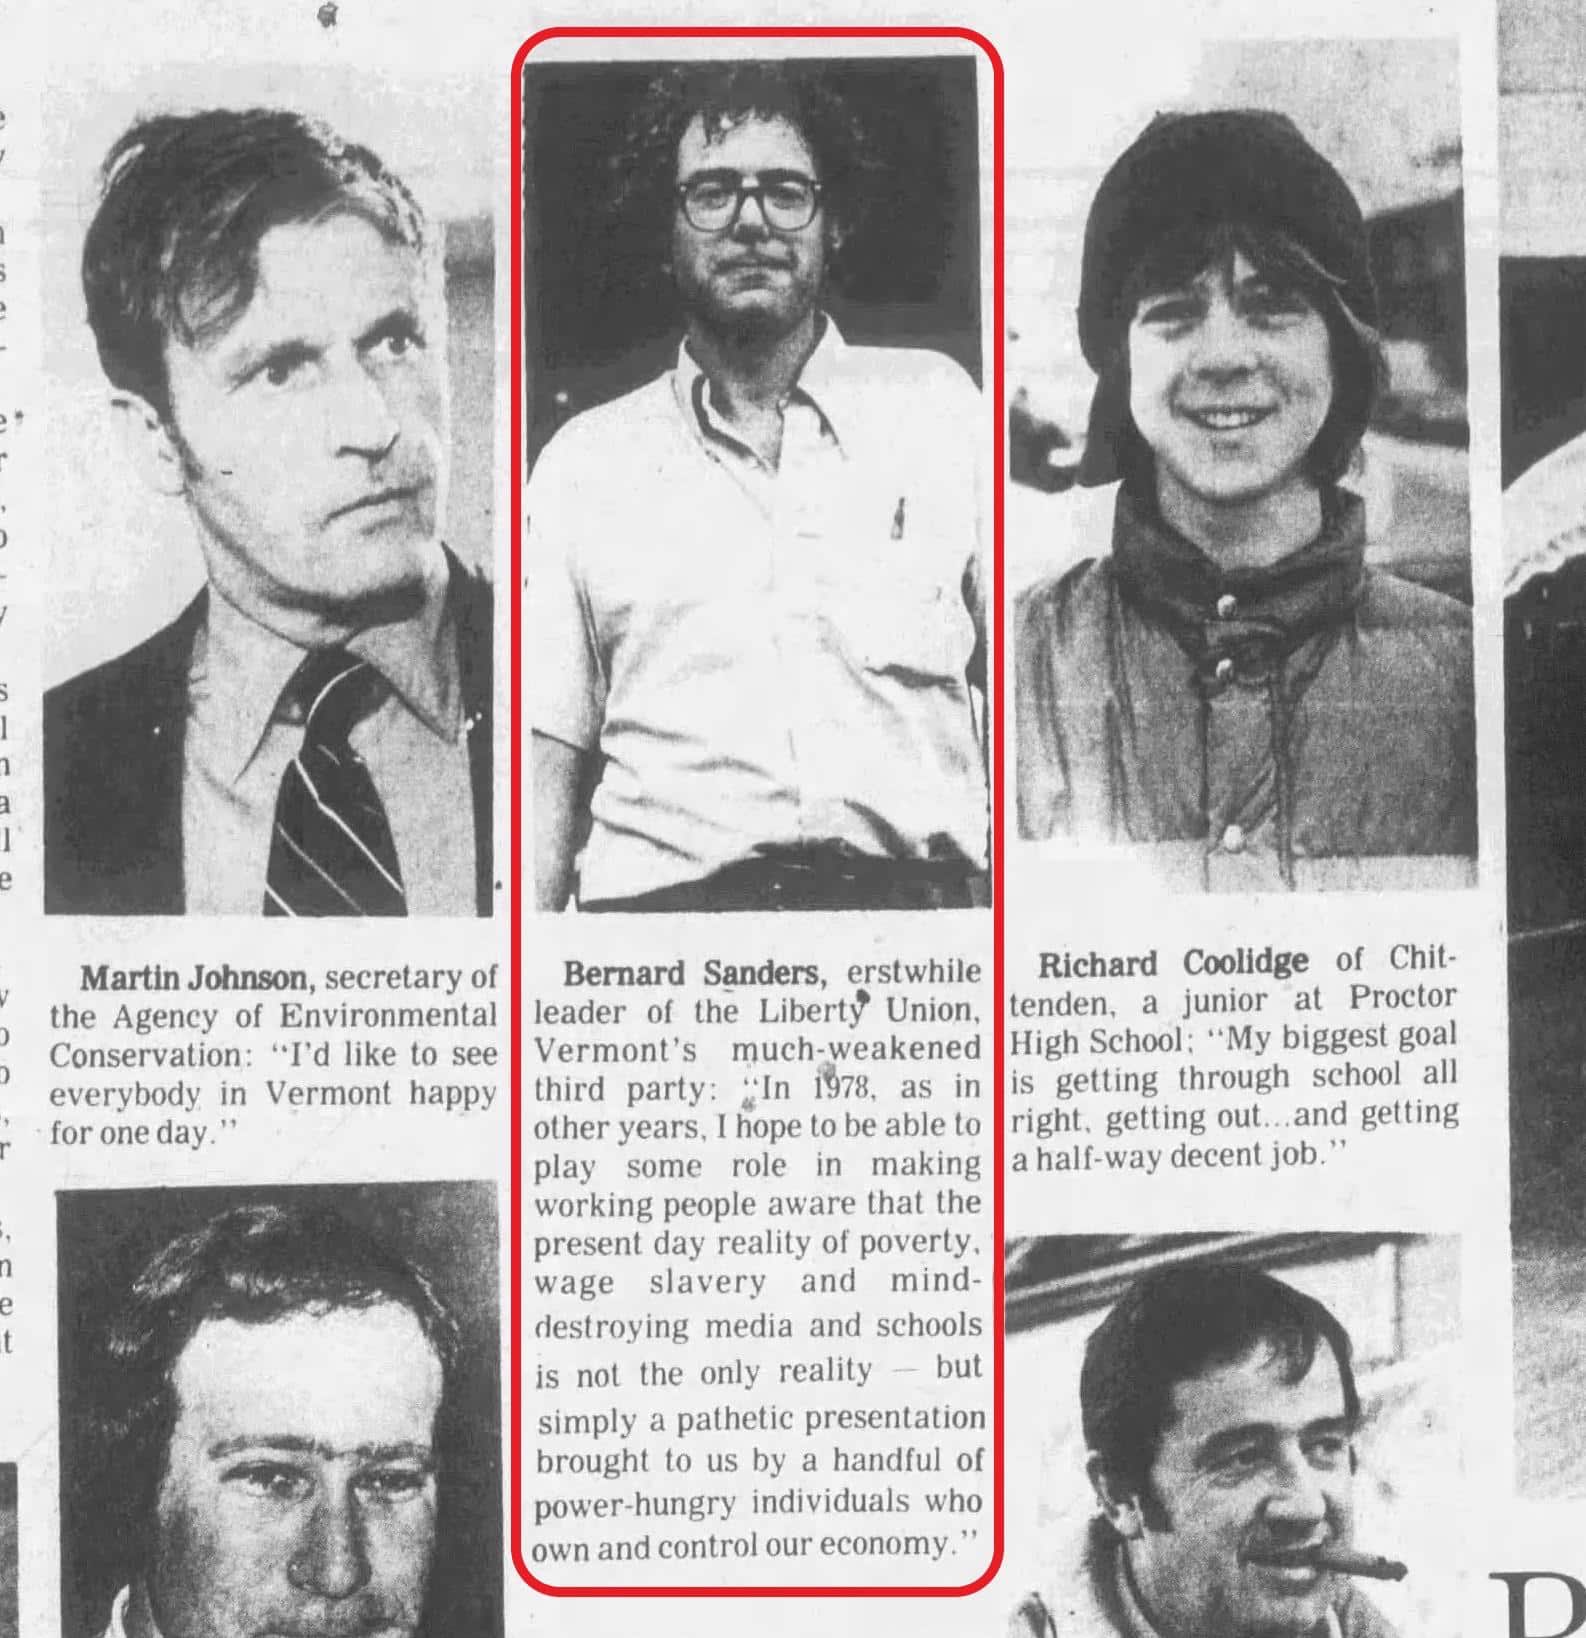 Martin Johnson, secretary of
the Agency of Environmental
Conservation: "I'd like to see
everybody in Vermont happy
for one day."
Bernard Sanders, erstwhile
leader of the Liberty Union,
Vermont's much-weakened
third party: "In 1978, as in
other years, I hope to be able to
play some role in making
working people aware that the
present day reality of poverty,
wage slavery and mind-
destroying media and schools
is not the only reality — but
simply a pathetic presentation
brought to us by a handful of
power-hungry individuals who
own and control our economy."
Richard Coolidge of Chit-
tenden, a junior at Proctor
High School: "My biggest goal
is getting through school all
right, getting out...and getting
a half-way decent job."